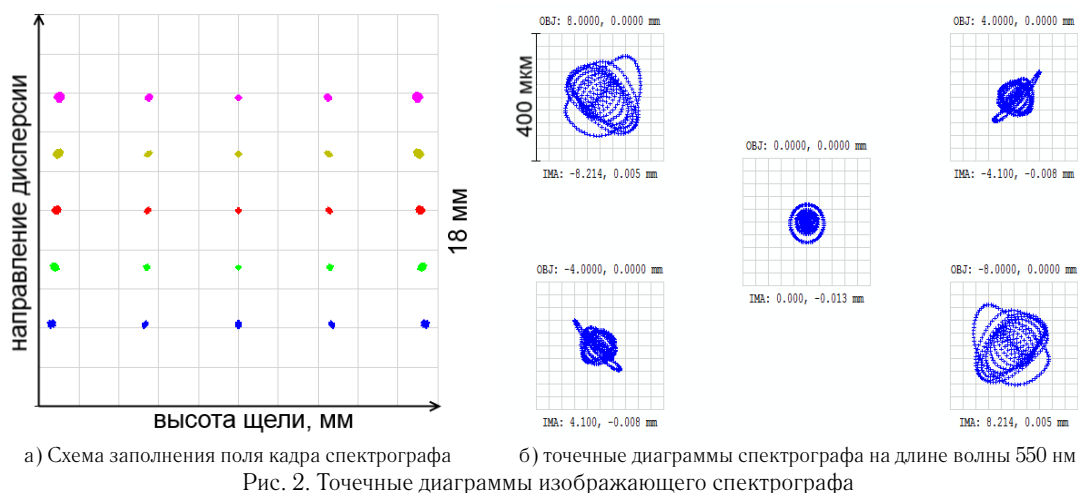 направление дисперсии
высота щели, мм
18 мм
OBJ: 8.0000, 0.0000 mm
400 мкм
IMA: -8.214, 0.005 mm
OBJ: 4.0000, 0.0000 mm
IMA: -4.100, -0.008 mm
OBJ: 0.0000, 0.0000 mm
IMA: 0.000, -0.013 mm
OBJ: -4.0000, 0.0000 mm
IMA: 4.100, -0.008 mm
OBJ: -8.0000, 0.0000 mm
IMA: 8.214, 0.005 mm
а) Схема заполнения поля кадра спектрографа
б) точечные диаграммы спектрографа на длине волны 550 нм
Рис. 2. Точечные диаграммы изображающего спектрографа